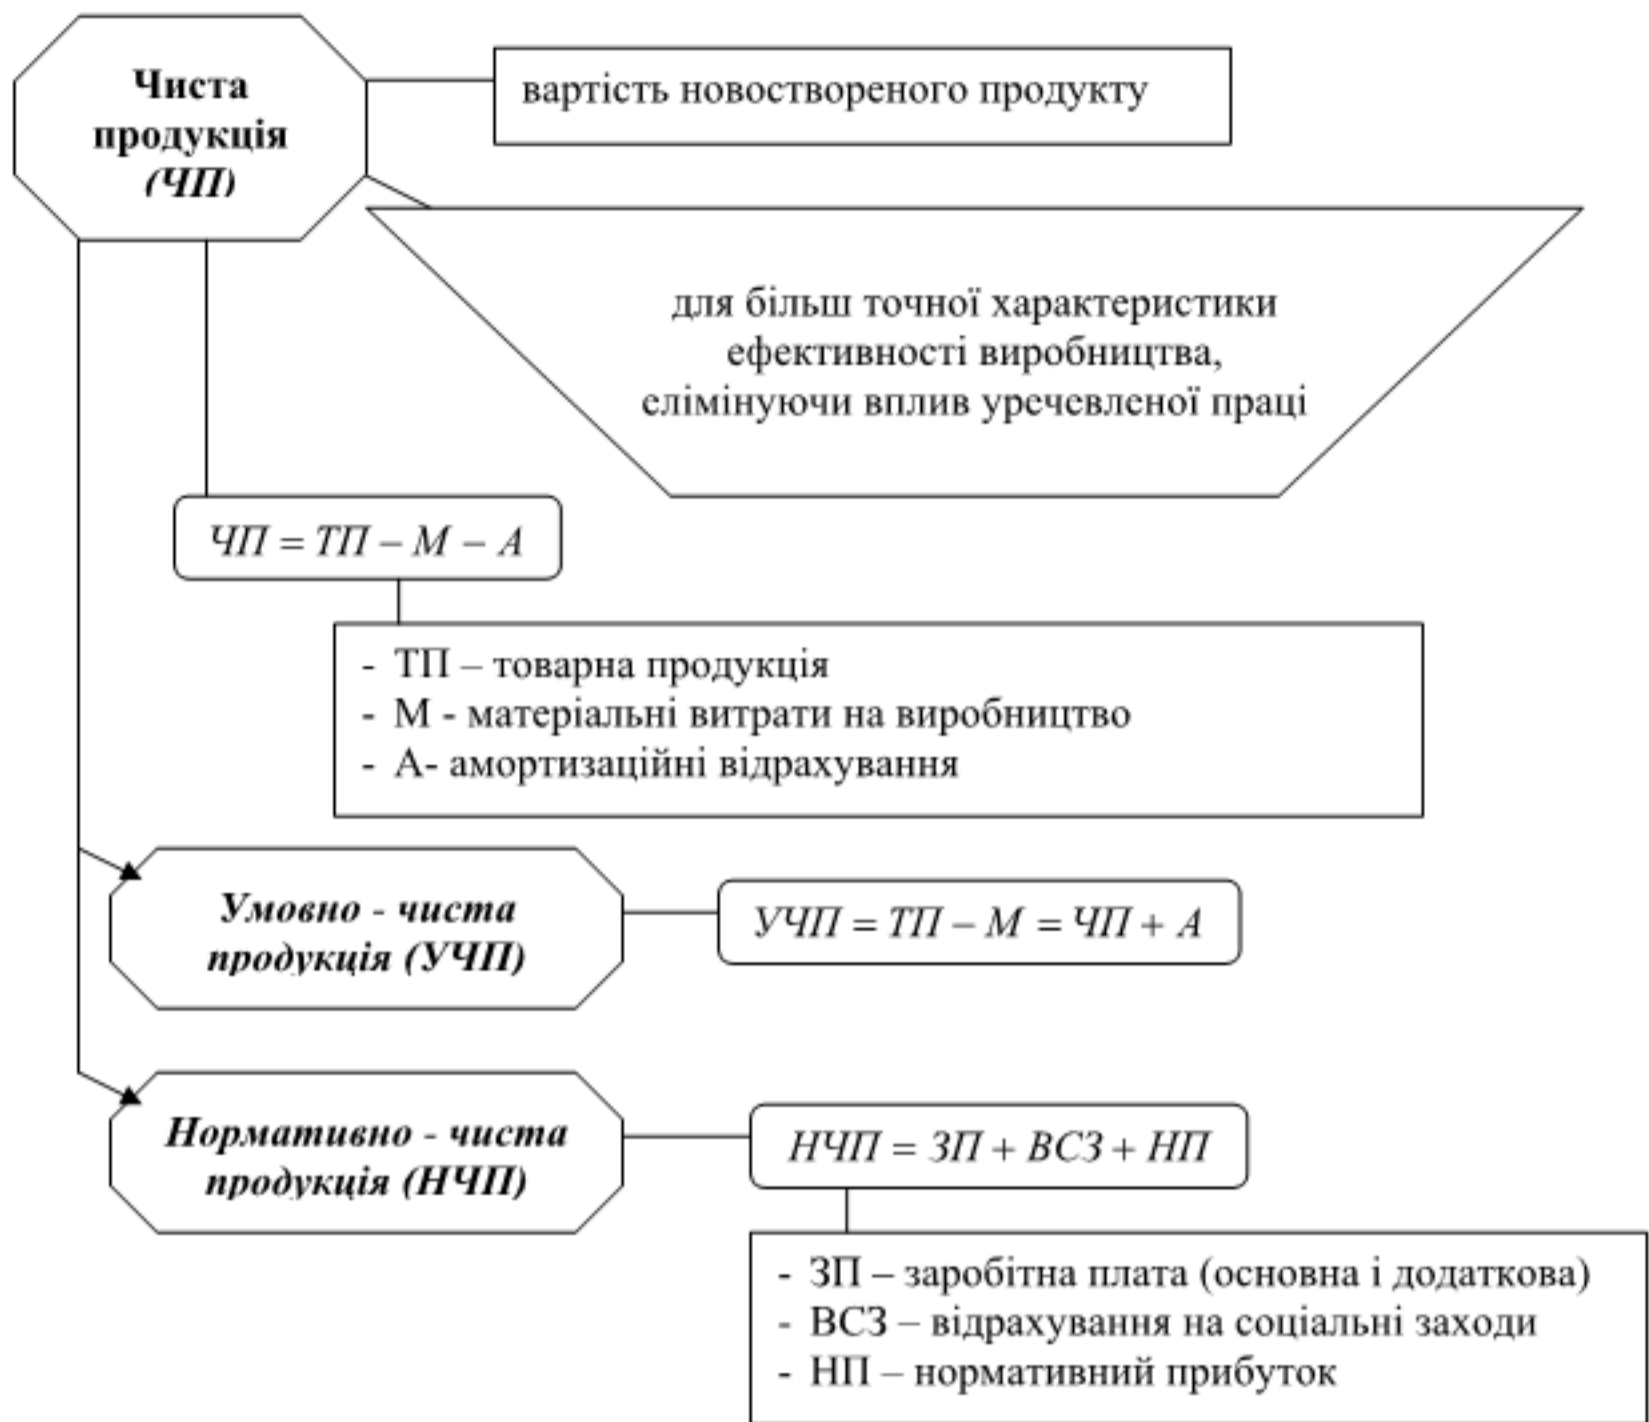 Чиста
продукція
(ЧП)
вартість новоствореного продукту
для більш точної характеристики
ефективності виробництва,
елімінуючи вплив уречевленої праці
ЧП = ТП – М – А
- ТП – товарна продукція
- М - матеріальні витрати на виробництво
- А- амортизаційні відрахування
Умовно - чиста
продукція (УЧП)
УЧП = ТП – М = ЧП + А
Нормативно - чиста
продукція (НЧП)
НЧП = ЗП + ВСЗ + НП
- ЗП – заробітна плата (основна і додаткова)
- ВСЗ – відрахування на соціальні заходи
- НП – нормативний прибуток